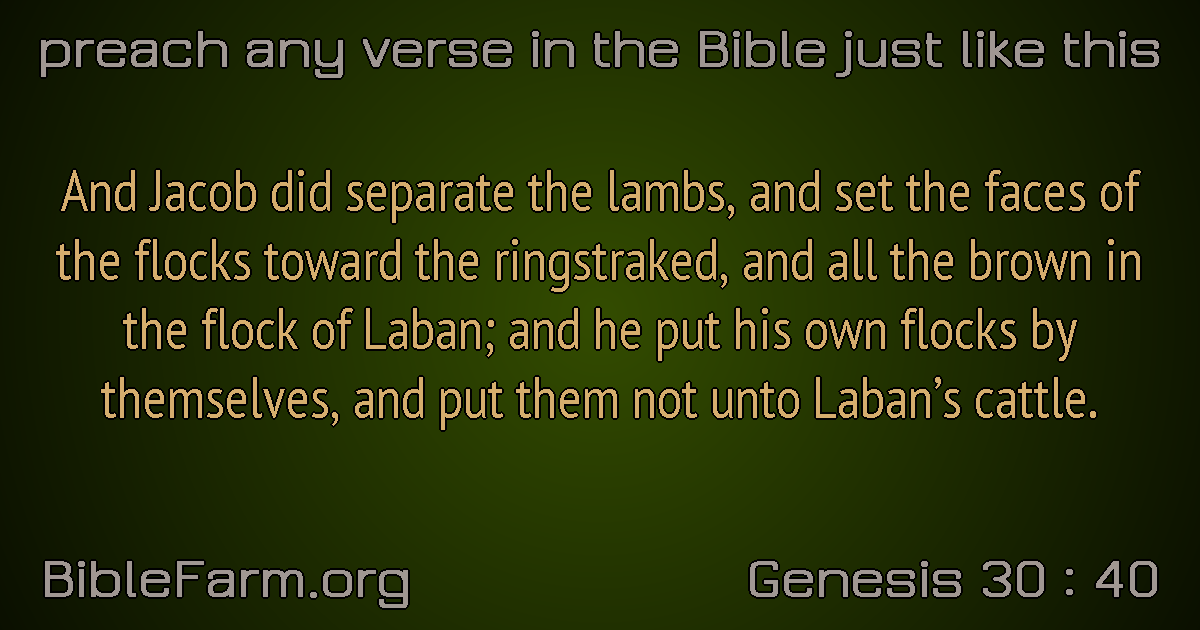 preach any verse in the Bible just like this
And Jacob did separate the lambs, and set the faces of
the flocks toward the ringstraked, and all the brown in
the flock of Laban; and he put his own flocks by
themselves, and put them not unto Laban’s cattle.
BibleFarm.org
Genesis 30 : 40